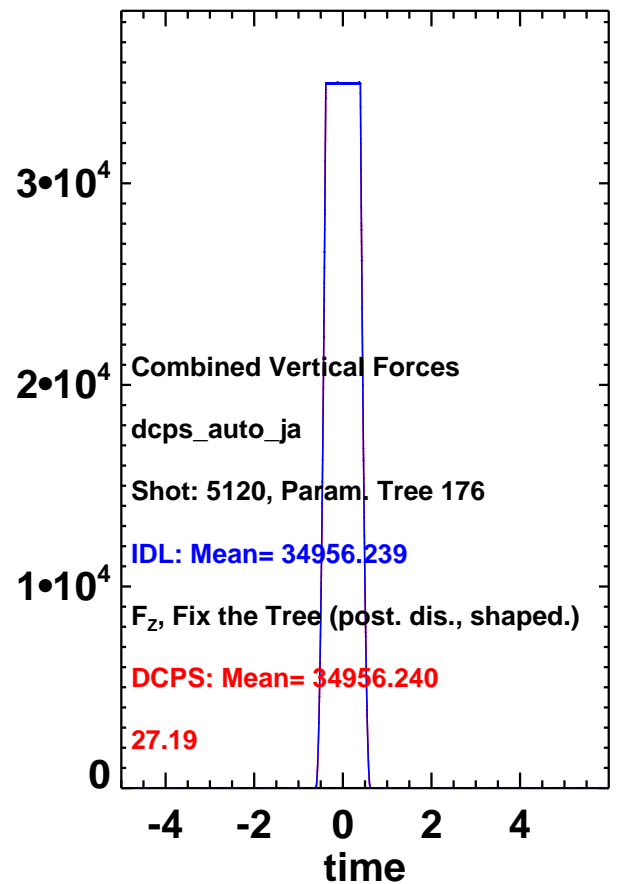 3•10⁴
2•10⁴
Combined Vertical Forces
dcps_auto_ja
Shot: 5120, Param. Tree 176
IDL: Mean= 34956.239
1•10⁴
F_Z, Fix the Tree (post. dis., shaped.)
DCPS: Mean= 34956.240
27.19
0
-4 -2 0 2 4
time